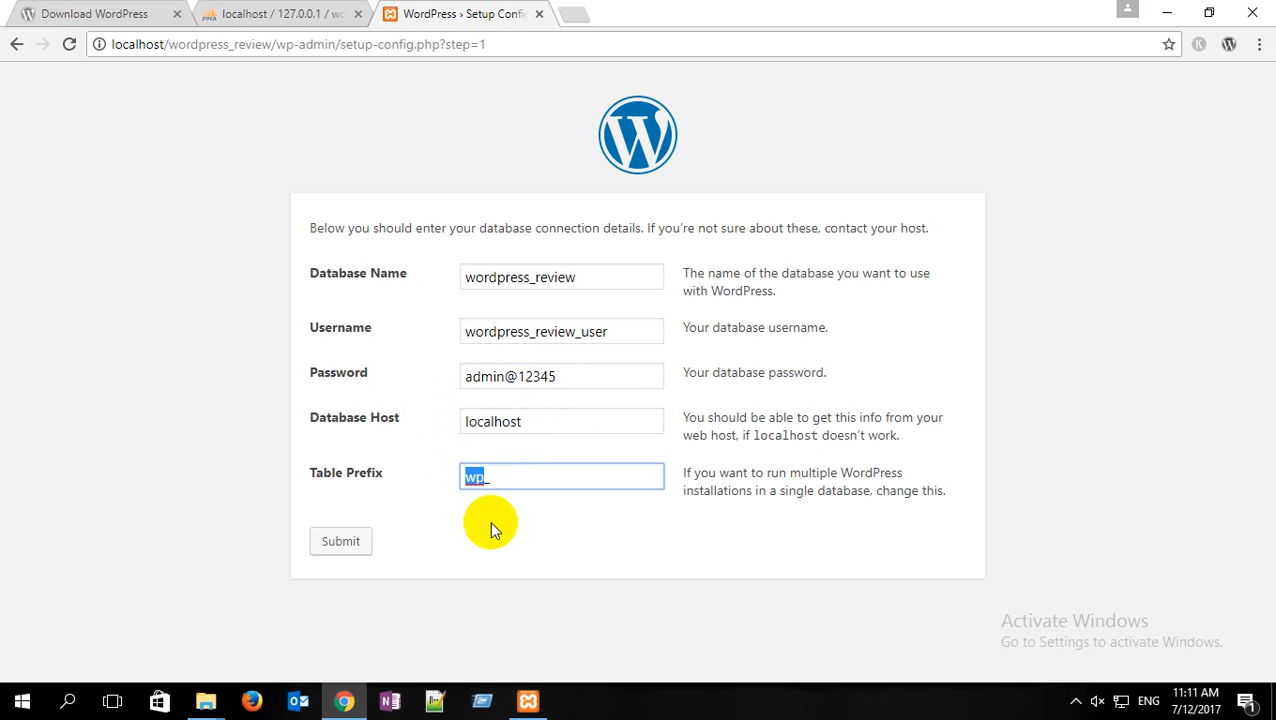 Download WordPress
localhost / 127.0.0.1 / wc
WordPress › Setup Config
localhost/wordpress_review/wp-admin/setup-config.php?step=1
Below you should enter your database connection details. If you're not sure about these, contact your host.
Database Name
wordpress_review
The name of the database you want to use
with WordPress.
Username
wordpress_review_user
Your database username.
Password
admin@12345
Your database password.
Database Host
localhost
You should be able to get this info from your
web host, if localhost doesn't work.
Table Prefix
wp_
If you want to run multiple WordPress
installations in a single database, change this.
Submit
Activate Windows
Go to Settings to activate Windows.
ENG
11:11 AM
7/12/2017